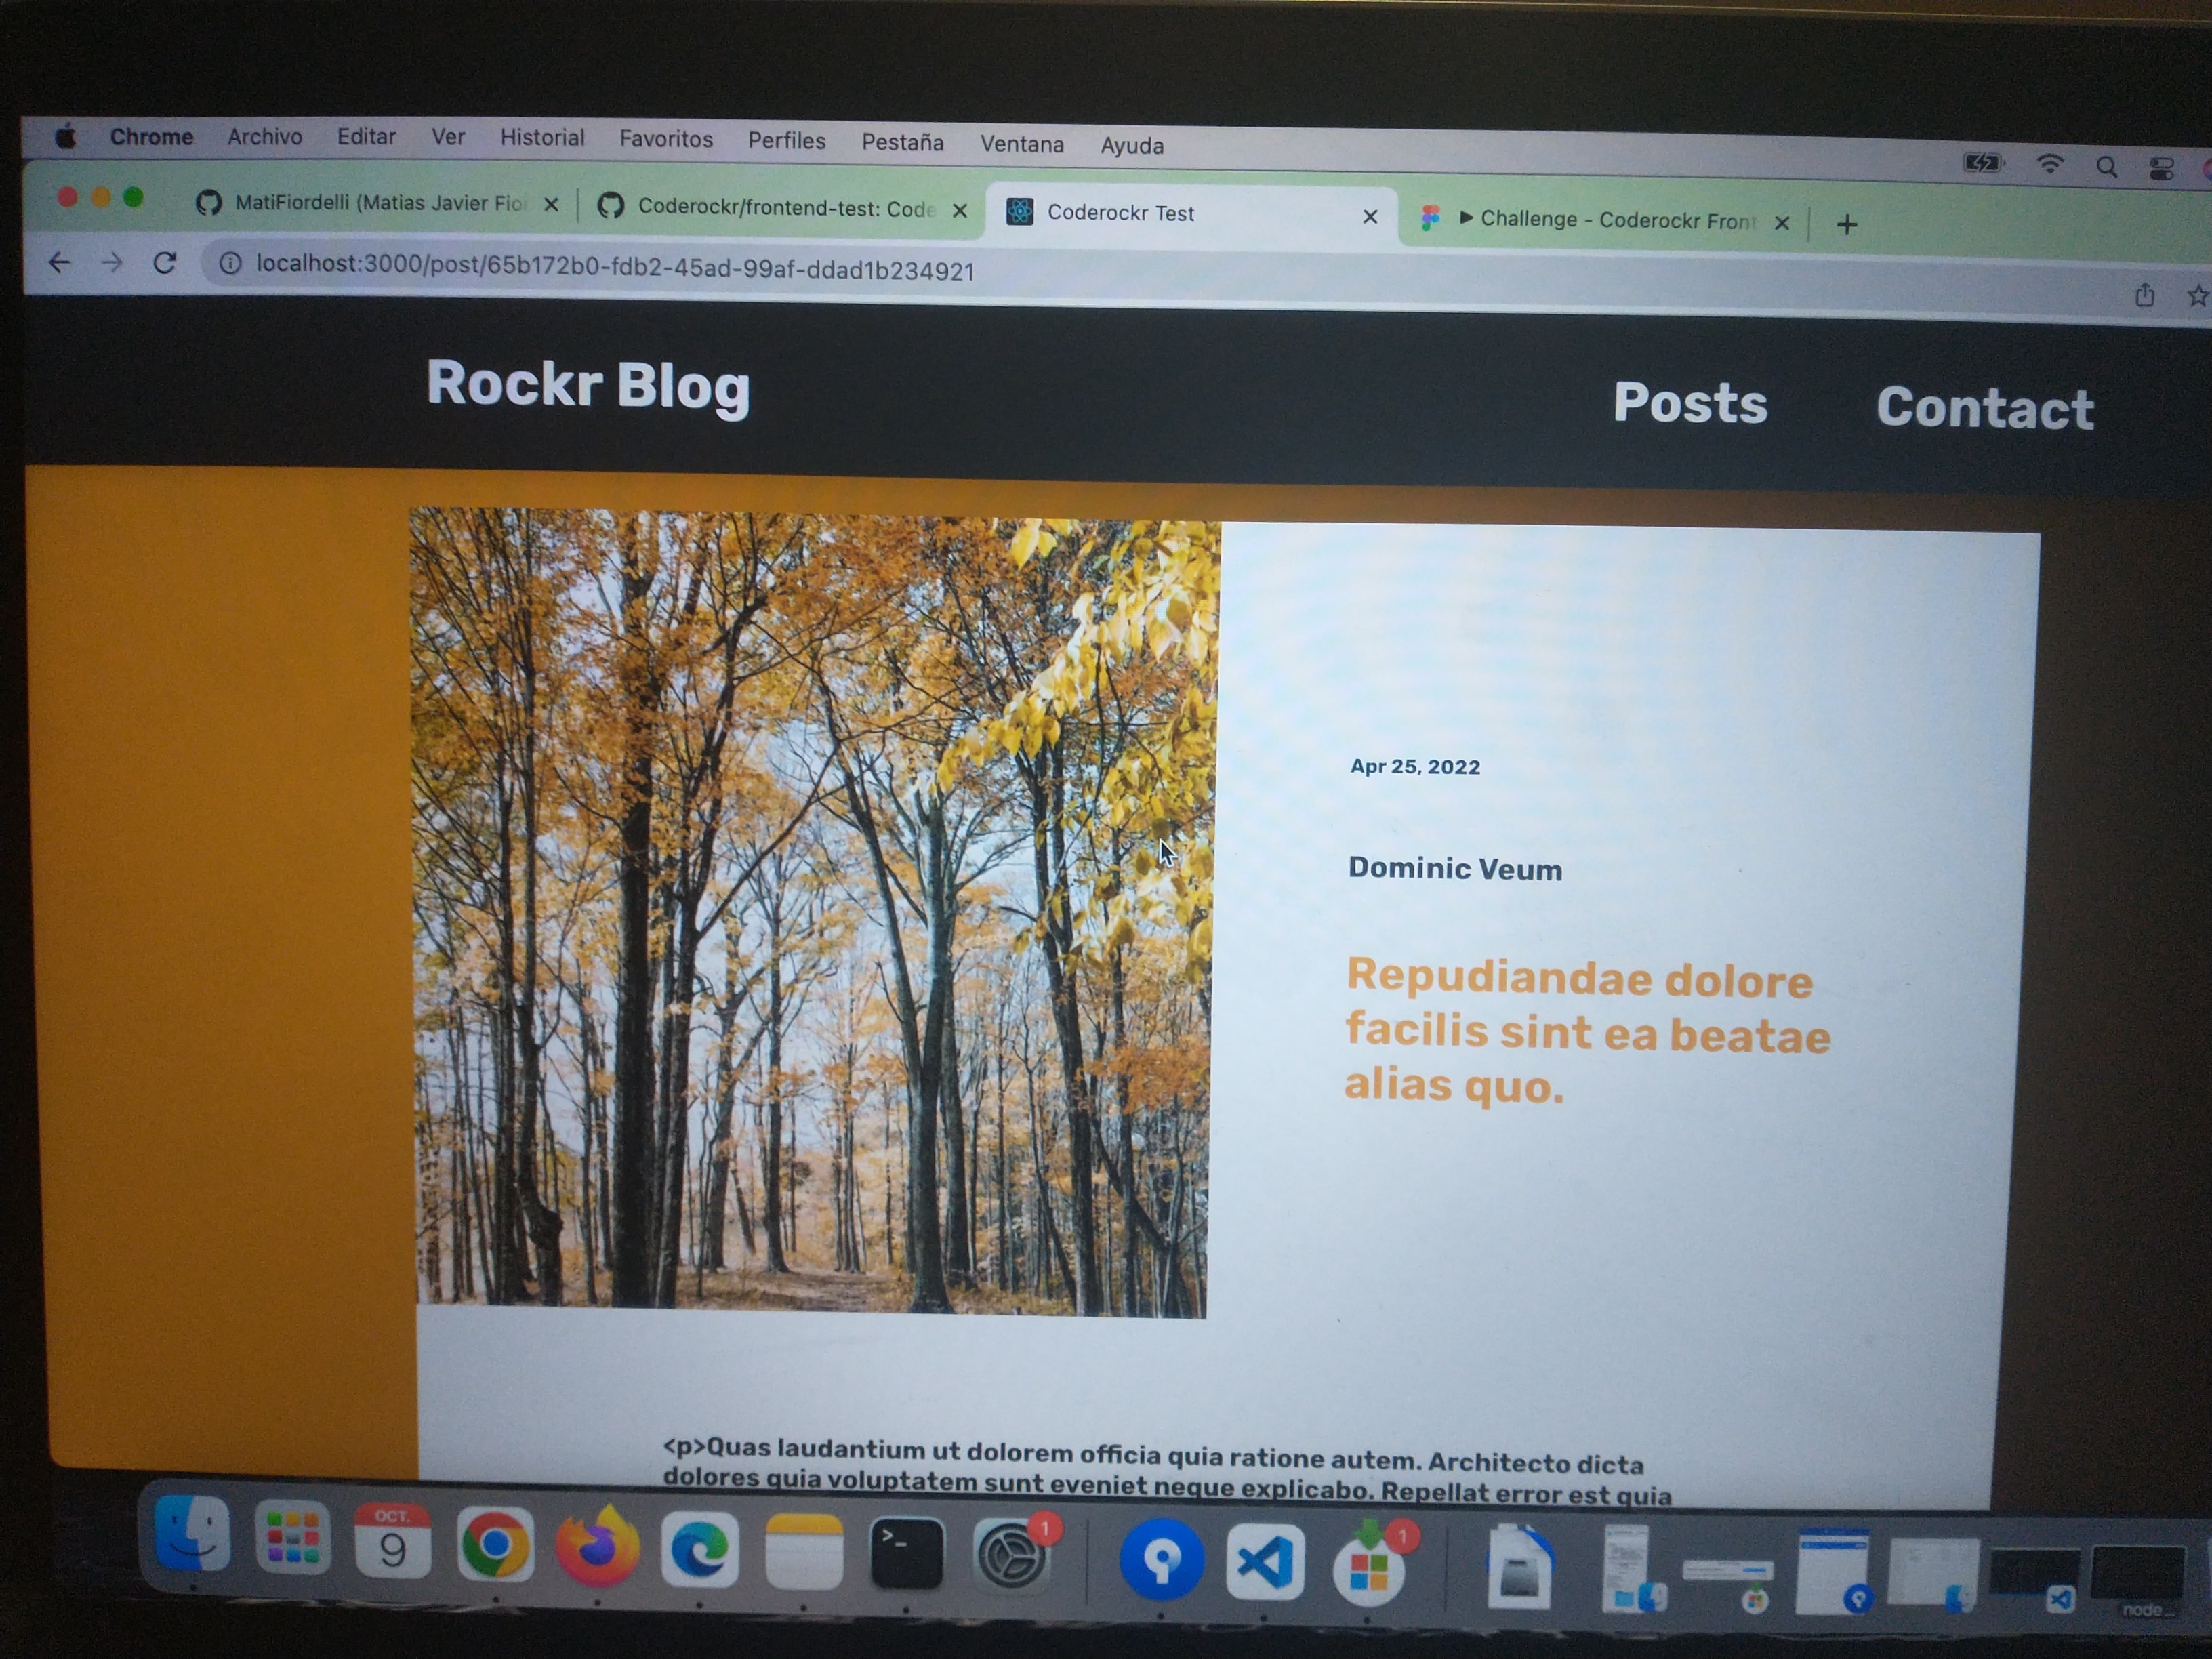 Chrome Archivo Editar Ver Historial Favoritos Perfiles Pestaña Ventana Ayuda
MatiFiordelli (Matias Javier Fio
Coderockr/frontend-test: Code
Coderockr Test
Challenge - Coderockr Front
localhost:3000/post/65b172b0-fdb2-45ad-99af-ddad1b234921
Rockr Blog
Posts
Contact
Apr 25, 2022
Dominic Veum
Repudiandae dolore
facilis sint ea beatae
alias quo.
<p>Quas laudantium ut dolorem officia quia ratione autem. Architecto dicta
dolores quia voluptatem sunt eveniet neque explicabo. Repellat error est quia
OCT.
9
>_
1
1
node...